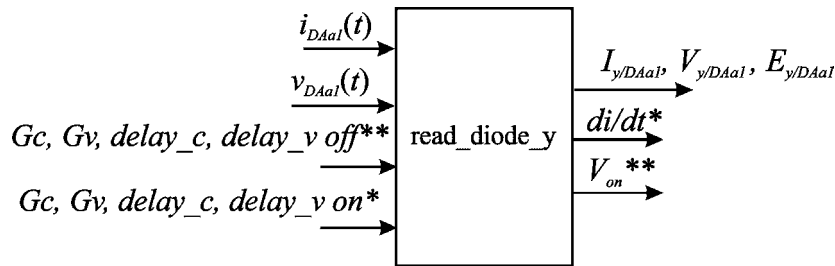 i_DAa1(t)
v_DAa1(t)
Gc, Gv, delay_c, delay_v off**
Gc, Gv, delay_c, delay_v on*
read_diode_y
I_y/DAa1, V_y/DAa1, E_y/DAa1
di/dt*
V_on**